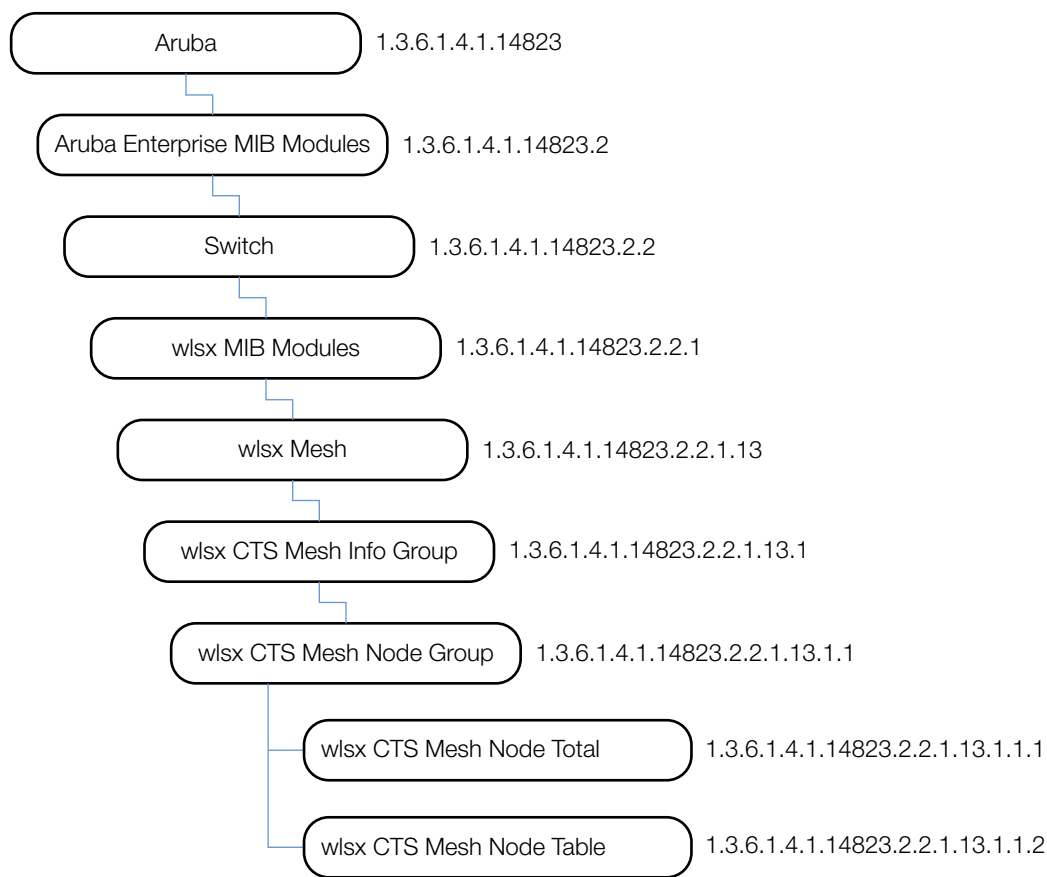 Aruba 1.3.6.1.4.1.14823
Aruba Enterprise MIB Modules 1.3.6.1.4.1.14823.2
Switch 1.3.6.1.4.1.14823.2.2
wlsx MIB Modules 1.3.6.1.4.1.14823.2.2.1
wlsx Mesh 1.3.6.1.4.1.14823.2.2.1.13
wlsx CTS Mesh Info Group 1.3.6.1.4.1.14823.2.2.1.13.1
wlsx CTS Mesh Node Group 1.3.6.1.4.1.14823.2.2.1.13.1.1
wlsx CTS Mesh Node Total 1.3.6.1.4.1.14823.2.2.1.13.1.1.1
wlsx CTS Mesh Node Table 1.3.6.1.4.1.14823.2.2.1.13.1.1.2